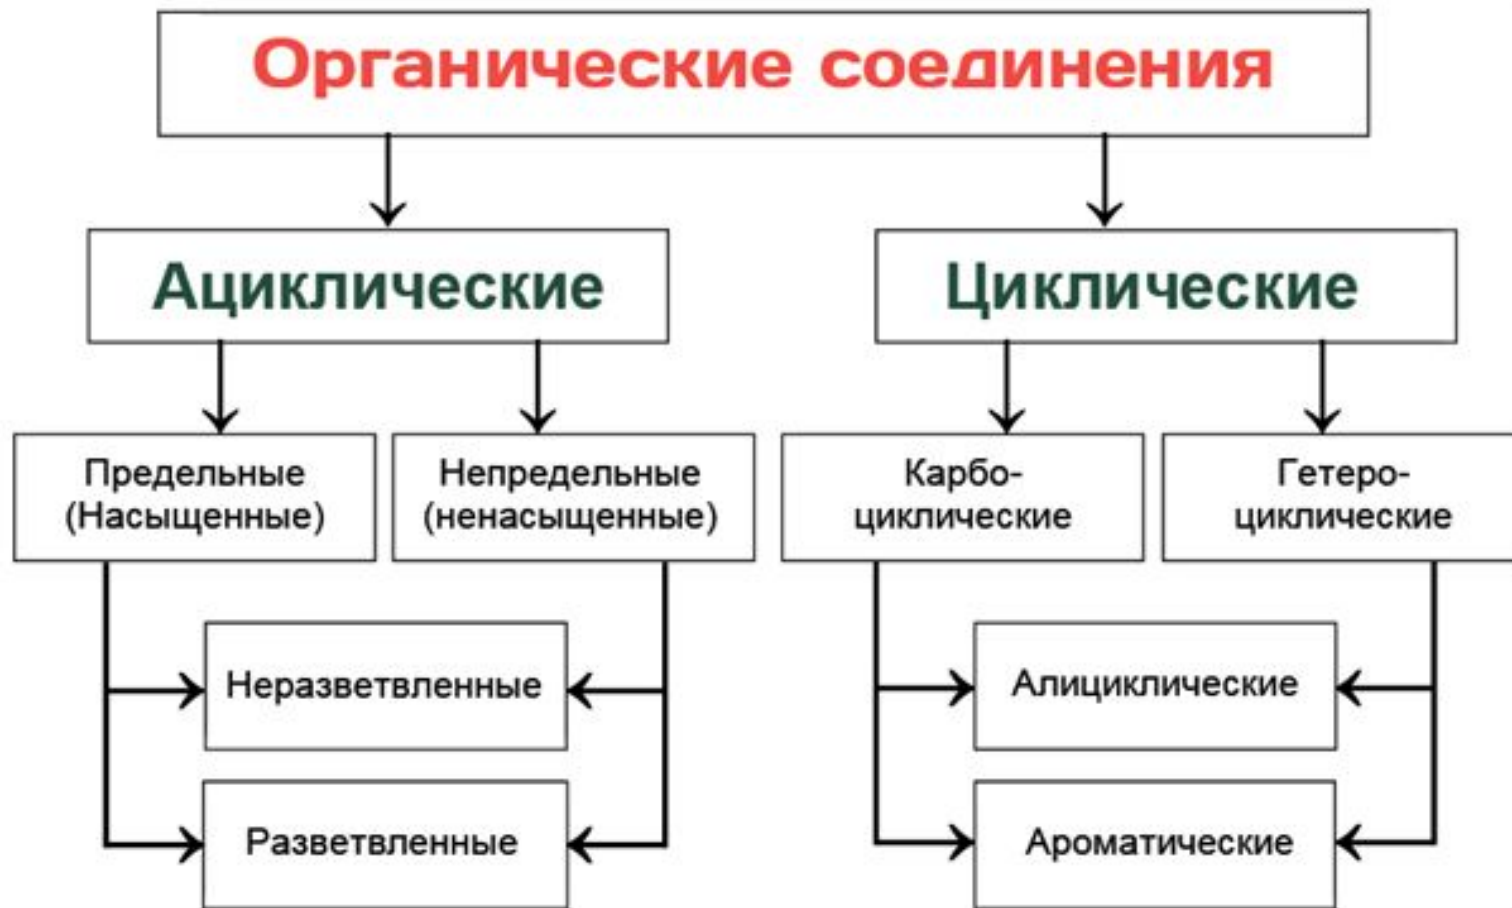 Органические соединения
Ациклические
Циклические
Предельные
(Насыщенные)
Непредельные
(ненасыщенные)
Карбо-
циклические
Гетеро-
циклические
Неразветвленные
Алициклические
Разветвленные
Ароматические